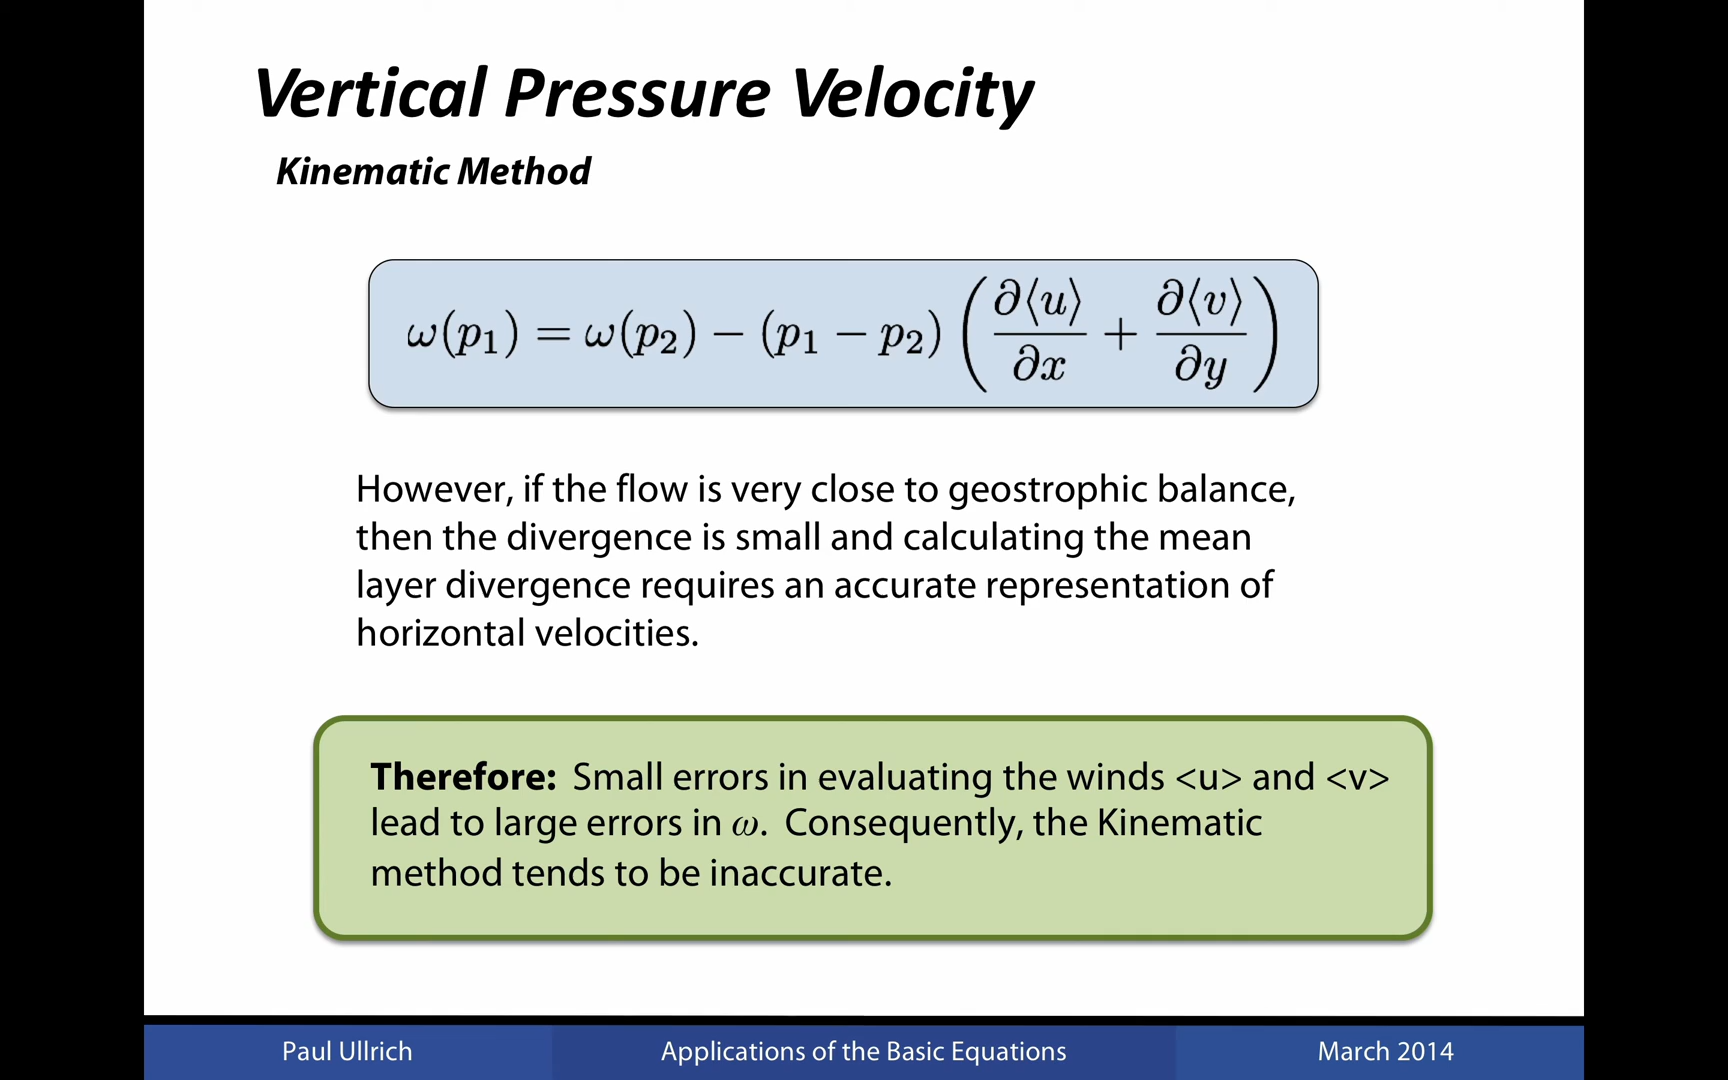 Vertical Pressure Velocity
Kinematic Method
ω(p₁) = ω(p₂) − (p₁ − p₂) (∂⟨u⟩/∂x + ∂⟨v⟩/∂y)
However, if the flow is very close to geostrophic balance,
then the divergence is small and calculating the mean
layer divergence requires an accurate representation of
horizontal velocities.
Therefore: Small errors in evaluating the winds <u> and <v>
lead to large errors in ω. Consequently, the Kinematic
method tends to be inaccurate.
Paul Ullrich
Applications of the Basic Equations
March 2014